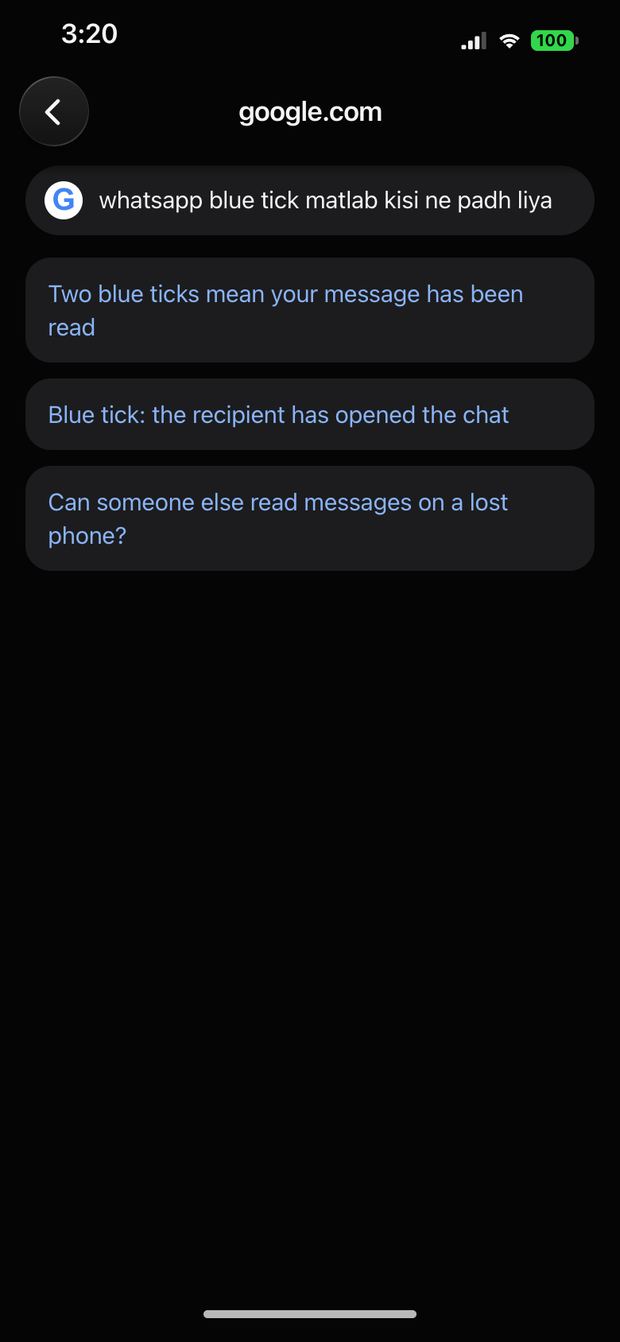 3:20
100
google.com
G whatsapp blue tick matlab kisi ne padh liya
Two blue ticks mean your message has been
read
Blue tick: the recipient has opened the chat
Can someone else read messages on a lost
phone?